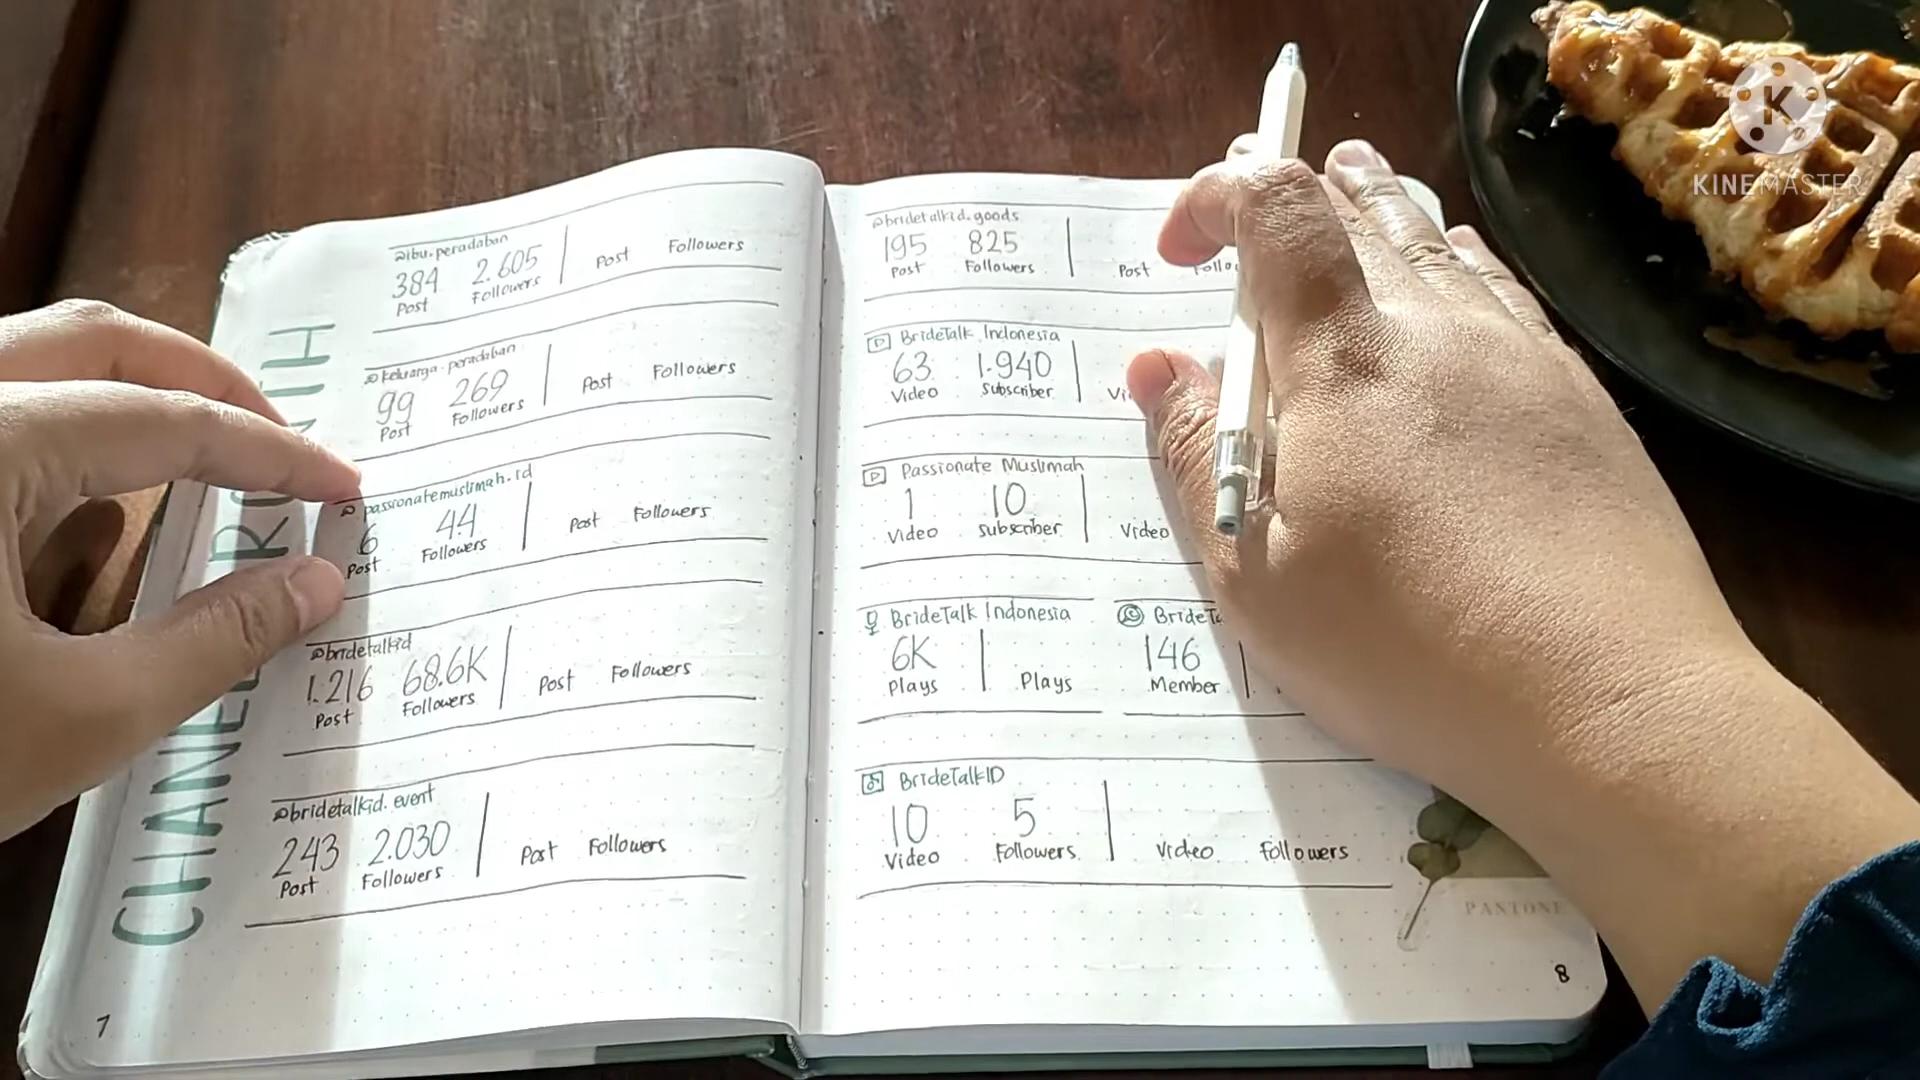 @ibu.peradaban
384 2.605 Post Followers
Post Followers
@keluarga.peradaban
99 269 Post Followers
Post Followers
@passionatemuslimah.id
6 44 Post Followers
Post Followers
@bridetalkid
1.216 68.6K Post Followers
Post Followers
@bridetalkid.event
243 2.030 Post Followers
Post Followers
7
@bridetalkid.goods
195 825
Post Followers Post
BrideTalk Indonesia
63 1.940
Video Subscriber
Passionate Muslimah
1 10
Video Subscriber Video
BrideTalk Indonesia
6K
Plays Plays
146
Member
BrideTalkID
10 5
Video Followers Video Followers
PANTONE
8
KINEMASTER